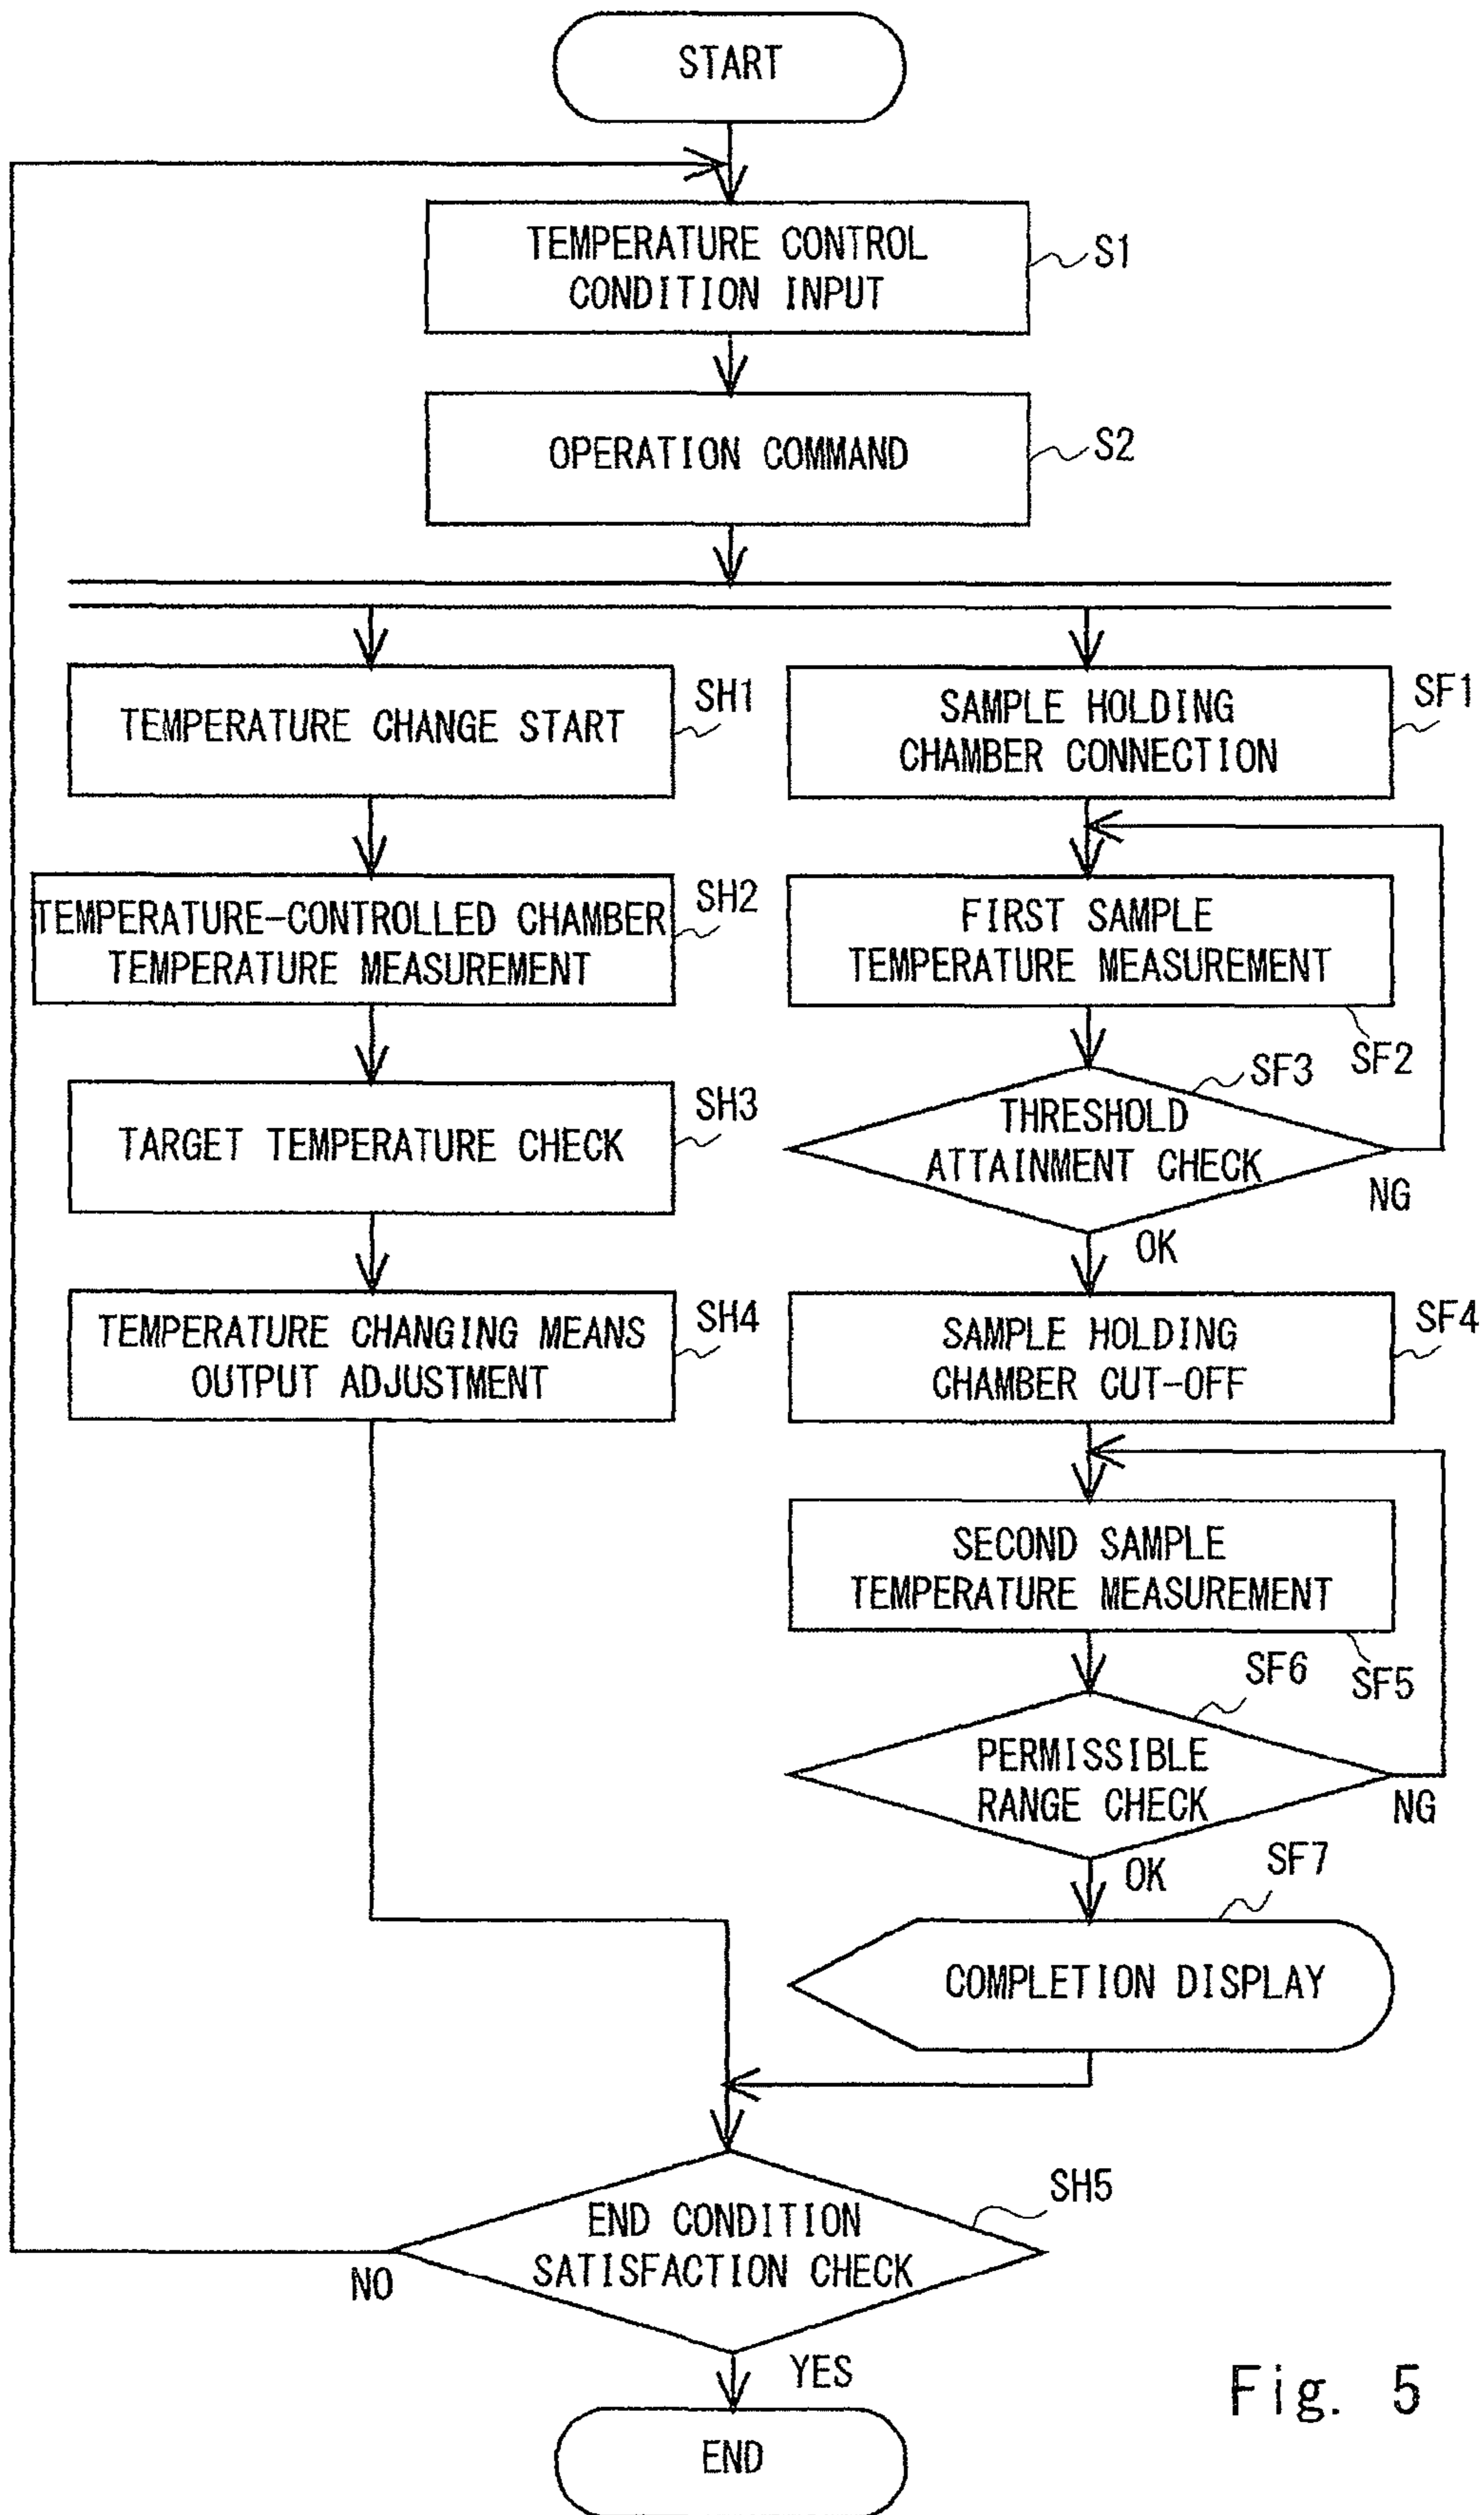 START
TEMPERATURE CONTROL
CONDITION INPUT
S1
OPERATION COMMAND
S2
TEMPERATURE CHANGE START
SH1
SAMPLE HOLDING
CHAMBER CONNECTION
SF1
TEMPERATURE-CONTROLLED CHAMBER
TEMPERATURE MEASUREMENT
SH2
FIRST SAMPLE
TEMPERATURE MEASUREMENT
SF2
TARGET TEMPERATURE CHECK
SH3
THRESHOLD
ATTAINMENT CHECK
SF3
NG
OK
TEMPERATURE CHANGING MEANS
OUTPUT ADJUSTMENT
SH4
SAMPLE HOLDING
CHAMBER CUT-OFF
SF4
SECOND SAMPLE
TEMPERATURE MEASUREMENT
SF5
SF6
PERMISSIBLE
RANGE CHECK
NG
OK
SF7
COMPLETION DISPLAY
SH5
END CONDITION
SATISFACTION CHECK
NO
YES
END
Fig. 5